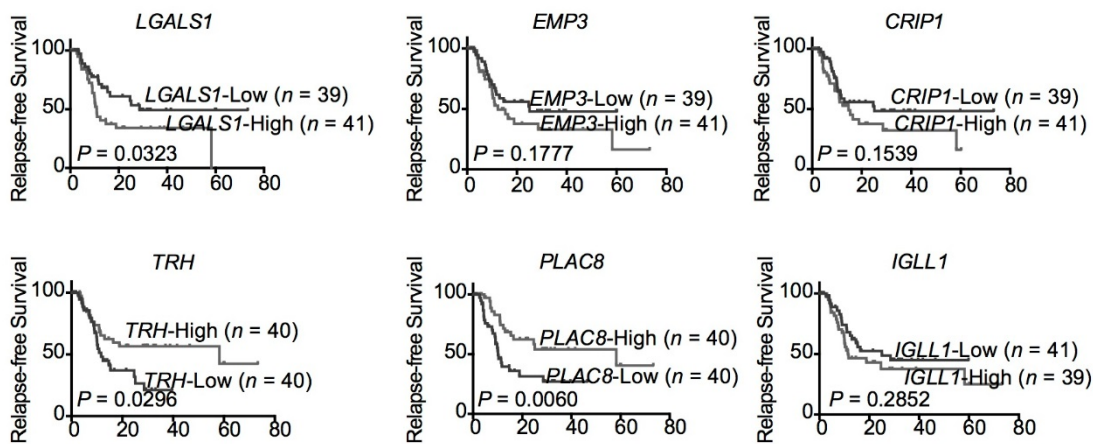 LGALS1
Relapse-free Survival
100
50
0
LGALS1-Low (n = 39)
LGALS1-High (n = 41)
P = 0.0323
0 20 40 60 80
EMP3
Relapse-free Survival
100
50
0
EMP3-Low (n = 39)
EMP3-High (n = 41)
P = 0.1777
0 20 40 60 80
CRIP1
Relapse-free Survival
100
50
0
CRIP1-Low (n = 39)
CRIP1-High (n = 41)
P = 0.1539
0 20 40 60 80
TRH
Relapse-free Survival
100
50
0
TRH-High (n = 40)
TRH-Low (n = 40)
P = 0.0296
0 20 40 60 80
PLAC8
Relapse-free Survival
100
50
0
PLAC8-High (n = 40)
PLAC8-Low (n = 40)
P = 0.0060
0 20 40 60 80
IGLL1
Relapse-free Survival
100
50
0
IGLL1-Low (n = 41)
IGLL1-High (n = 39)
P = 0.2852
0 20 40 60 80